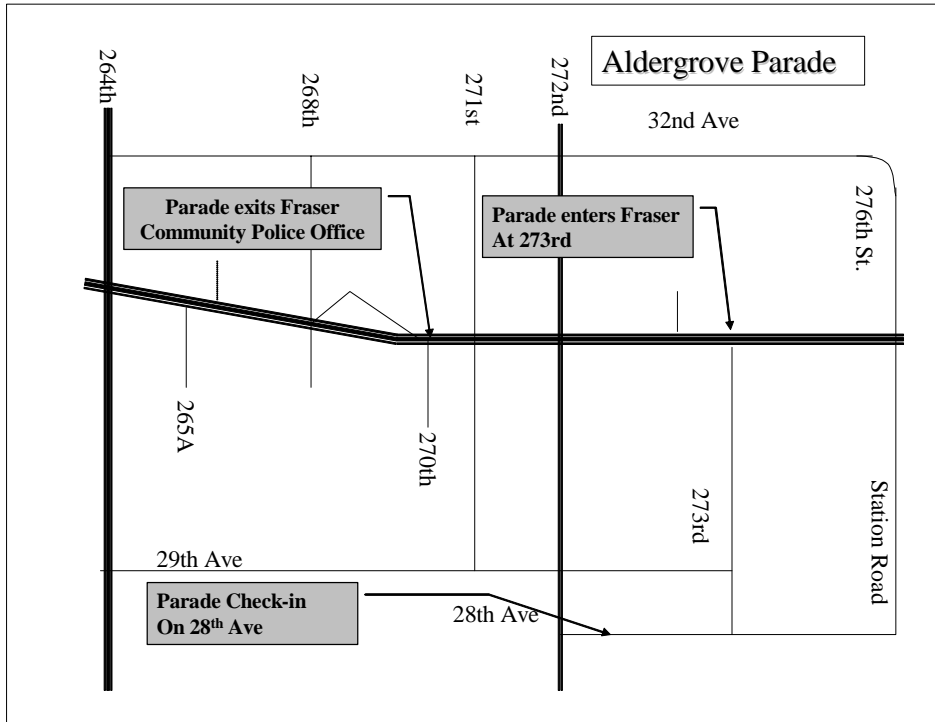 Aldergrove Parade
264th
268th
271st
272nd
32nd Ave
276th St.
Parade exits Fraser
Community Police Office
Parade enters Fraser
At 273rd
265A
270th
273rd
Station Road
29th Ave
Parade Check-in
On 28th Ave
28th Ave